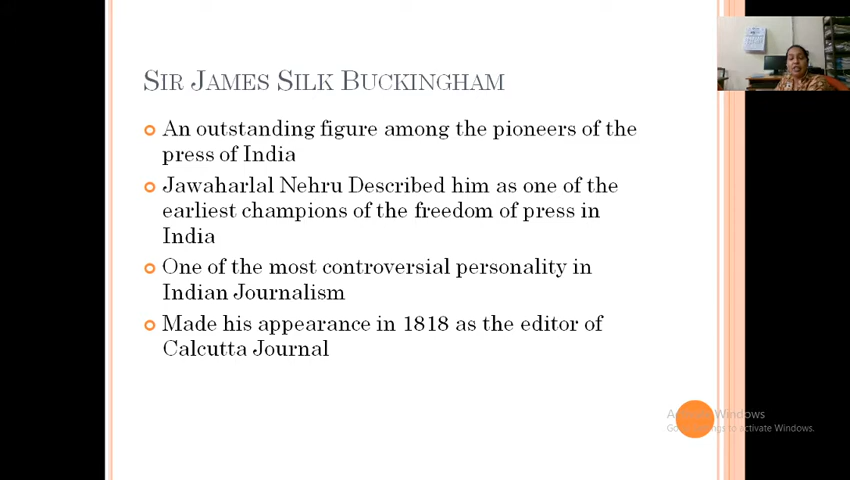 SIR JAMES SILK BUCKINGHAM
An outstanding figure among the pioneers of the
press of India
Jawaharlal Nehru Described him as one of the
earliest champions of the freedom of press in
India
One of the most controversial personality in
Indian Journalism
Made his appearance in 1818 as the editor of
Calcutta Journal
Windows
to activate Windows.